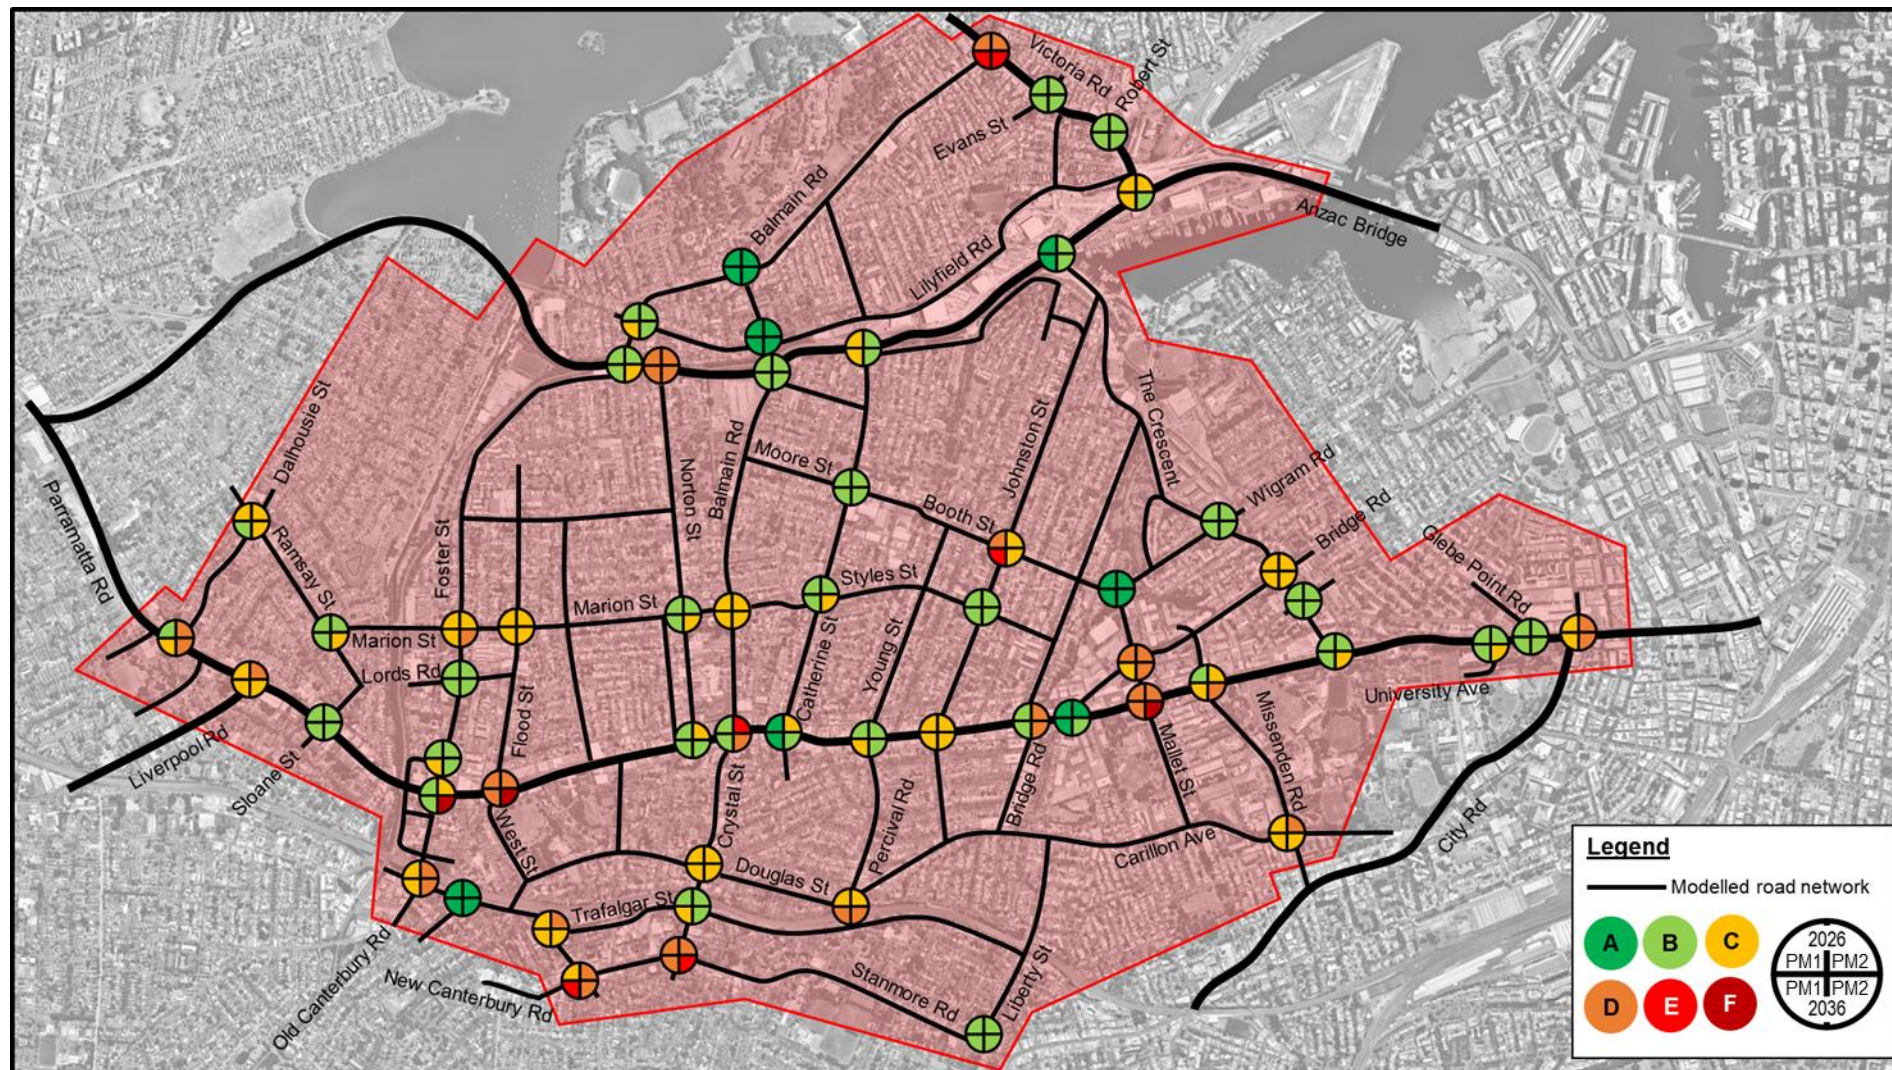 Victoria Rd
Robert St
Evans St
Balmain Rd
Anzac Bridge
Lilyfield Rd
Dalhousie St
The Crescent
Johnston St
Norton St
Balmain Rd
Moore St
Wigram Rd
Parramatta Rd
Ramsay St
Foster St
Booth St
Bridge Rd
Glebe Point Rd
Styles St
Marion St
Marion St
Lords Rd
Catherine St
Young St
Flood St
University Ave
Missenden Rd
Liverpool Rd
Sloane St
Mallet St
Crystal St
Bridge Rd
Percival Rd
West St
City Rd
Carillon Ave
Douglas St
Trafalgar St
Old Canterbury Rd
New Canterbury Rd
Stanmore Rd
Liberty St
Legend
Modelled road network
A B C
D E F
2026
PM1 PM2
PM1 PM2
2036